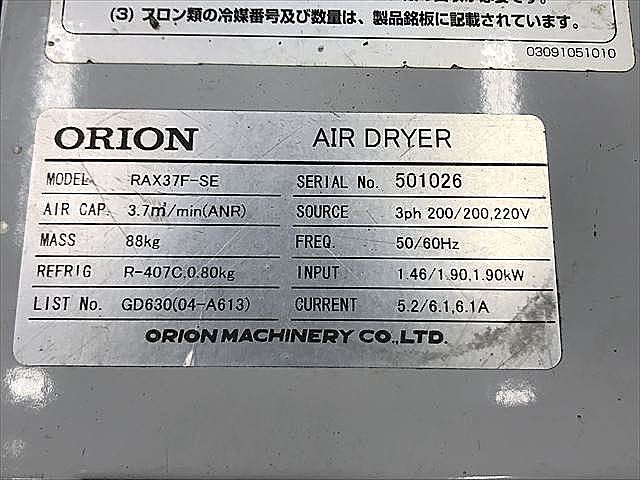 (3) フロン類の冷媒番号及び数量は、製品銘板に記載されています。
03091051010
ORION AIR DRYER
MODEL RAX37F-SE SERIAL No. 501026
AIR CAP. 3.7m³/min(ANR) SOURCE 3ph 200/200,220V
MASS 88kg FREQ. 50/60Hz
REFRIG R-407C,0.80kg INPUT 1.46/1.90,1.90kW
LIST No. GD630(04-A613) CURRENT 5.2/6.1,6.1A
ORION MACHINERY CO.,LTD.